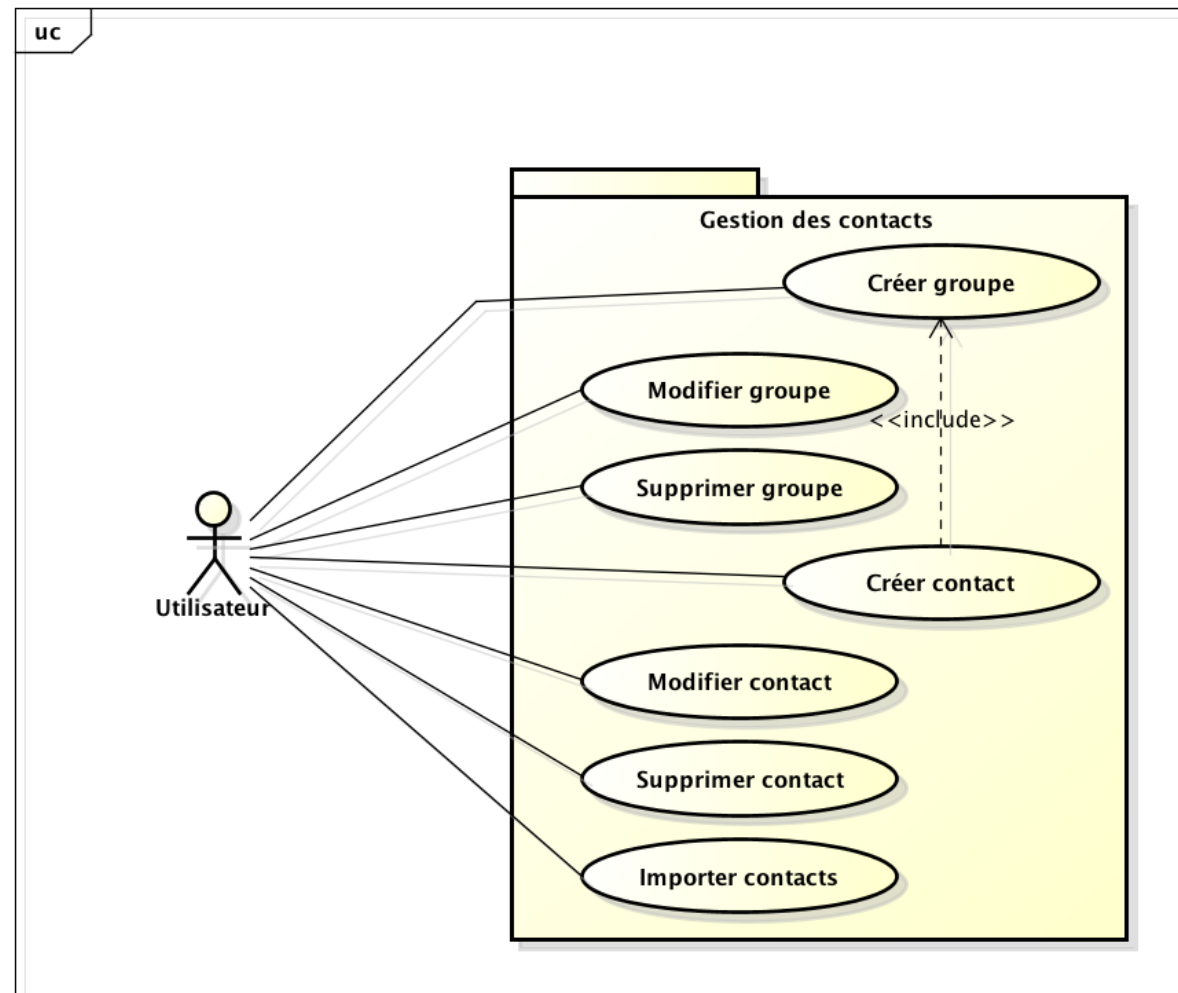 uc
Gestion des contacts
Créer groupe
Modifier groupe
<<include>>
Supprimer groupe
Créer contact
Utilisateur
Modifier contact
Supprimer contact
Importer contacts